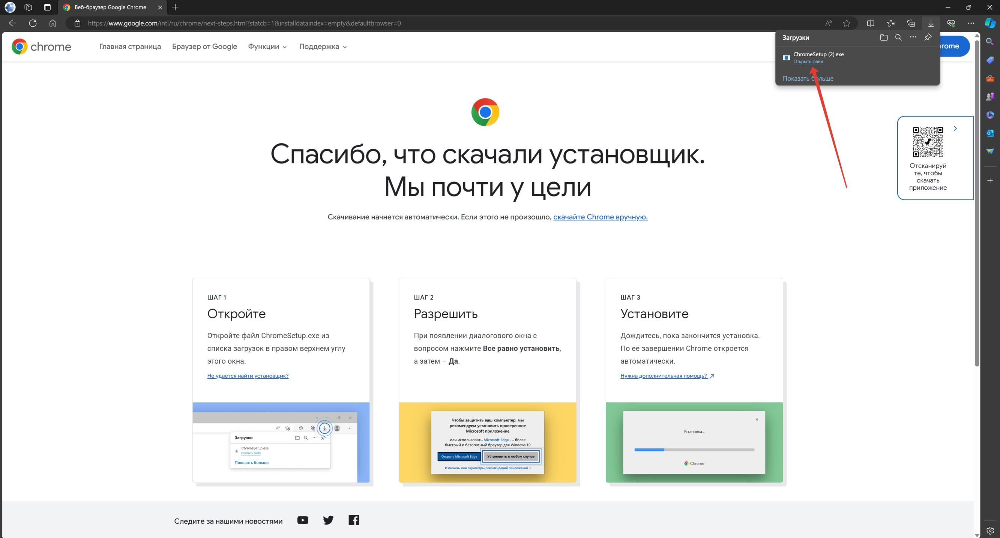 Веб-браузер Google Chrome
https://www.google.com/intl/ru/chrome/next-steps.html?statcb=1&installdataindex=empty&defaultbrowser=0
chrome
Главная страница
Браузер от Google
Функции
Поддержка
hrome
Загрузки
ChromeSetup (2).exe
Открыть файл
Показать больше
Отсканируй
те, чтобы
скачать
приложение
Спасибо, что скачали установщик.
Мы почти у цели
Скачивание начнется автоматически. Если этого не произошло, скачайте Chrome вручную.
ШАГ 1
Откройте
Откройте файл ChromeSetup.exe из
списка загрузок в правом верхнем углу
этого окна.
Не удается найти установщик?
Загрузки
ChromeSetup.exe
Открыть файл
Показать больше
ШАГ 2
Разрешить
При появлении диалогового окна с
вопросом нажмите Все равно установить,
а затем – Да.
Чтобы защитить ваш компьютер, мы
рекомендуем установить проверенное
Microsoft приложение
или использовать Microsoft Edge - – более
быстрый и безопасный браузер для Windows 10
Открыть Microsoft Edge
Установить в любом случае
Изменить мои параметры рекомендаций приложений
ШАГ 3
Установите
Дождитесь, пока закончится установка.
По ее завершении Chrome откроется
автоматически.
Нужна дополнительная помощь?
Установка...
Chrome
Следите за нашими новостями